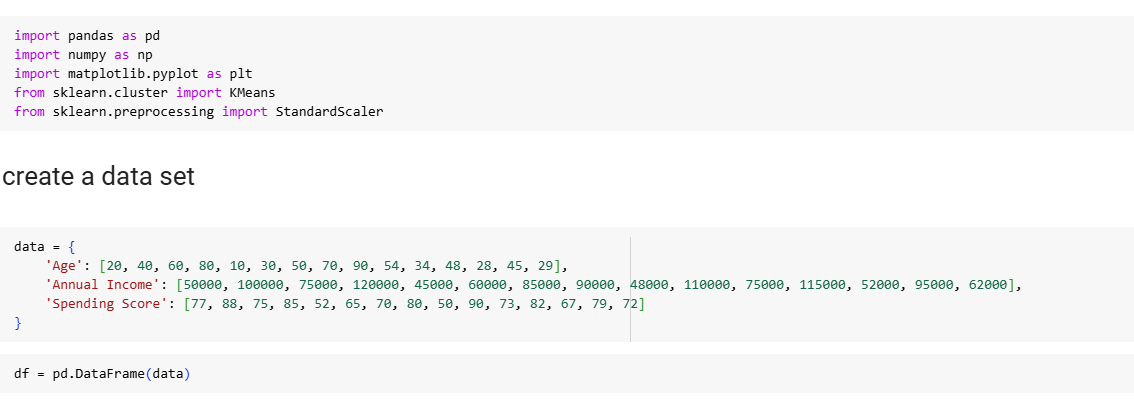 import pandas as pd
import numpy as np
import matplotlib.pyplot as plt
from sklearn.cluster import KMeans
from sklearn.preprocessing import StandardScaler
create a data set
data = {
    'Age': [20, 40, 60, 80, 10, 30, 50, 70, 90, 54, 34, 48, 28, 45, 29],
    'Annual Income': [50000, 100000, 75000, 120000, 45000, 60000, 85000, 90000, 48000, 110000, 75000, 115000, 52000, 95000, 62000],
    'Spending Score': [77, 88, 75, 85, 52, 65, 70, 80, 50, 90, 73, 82, 67, 79, 72]
}
df = pd.DataFrame(data)